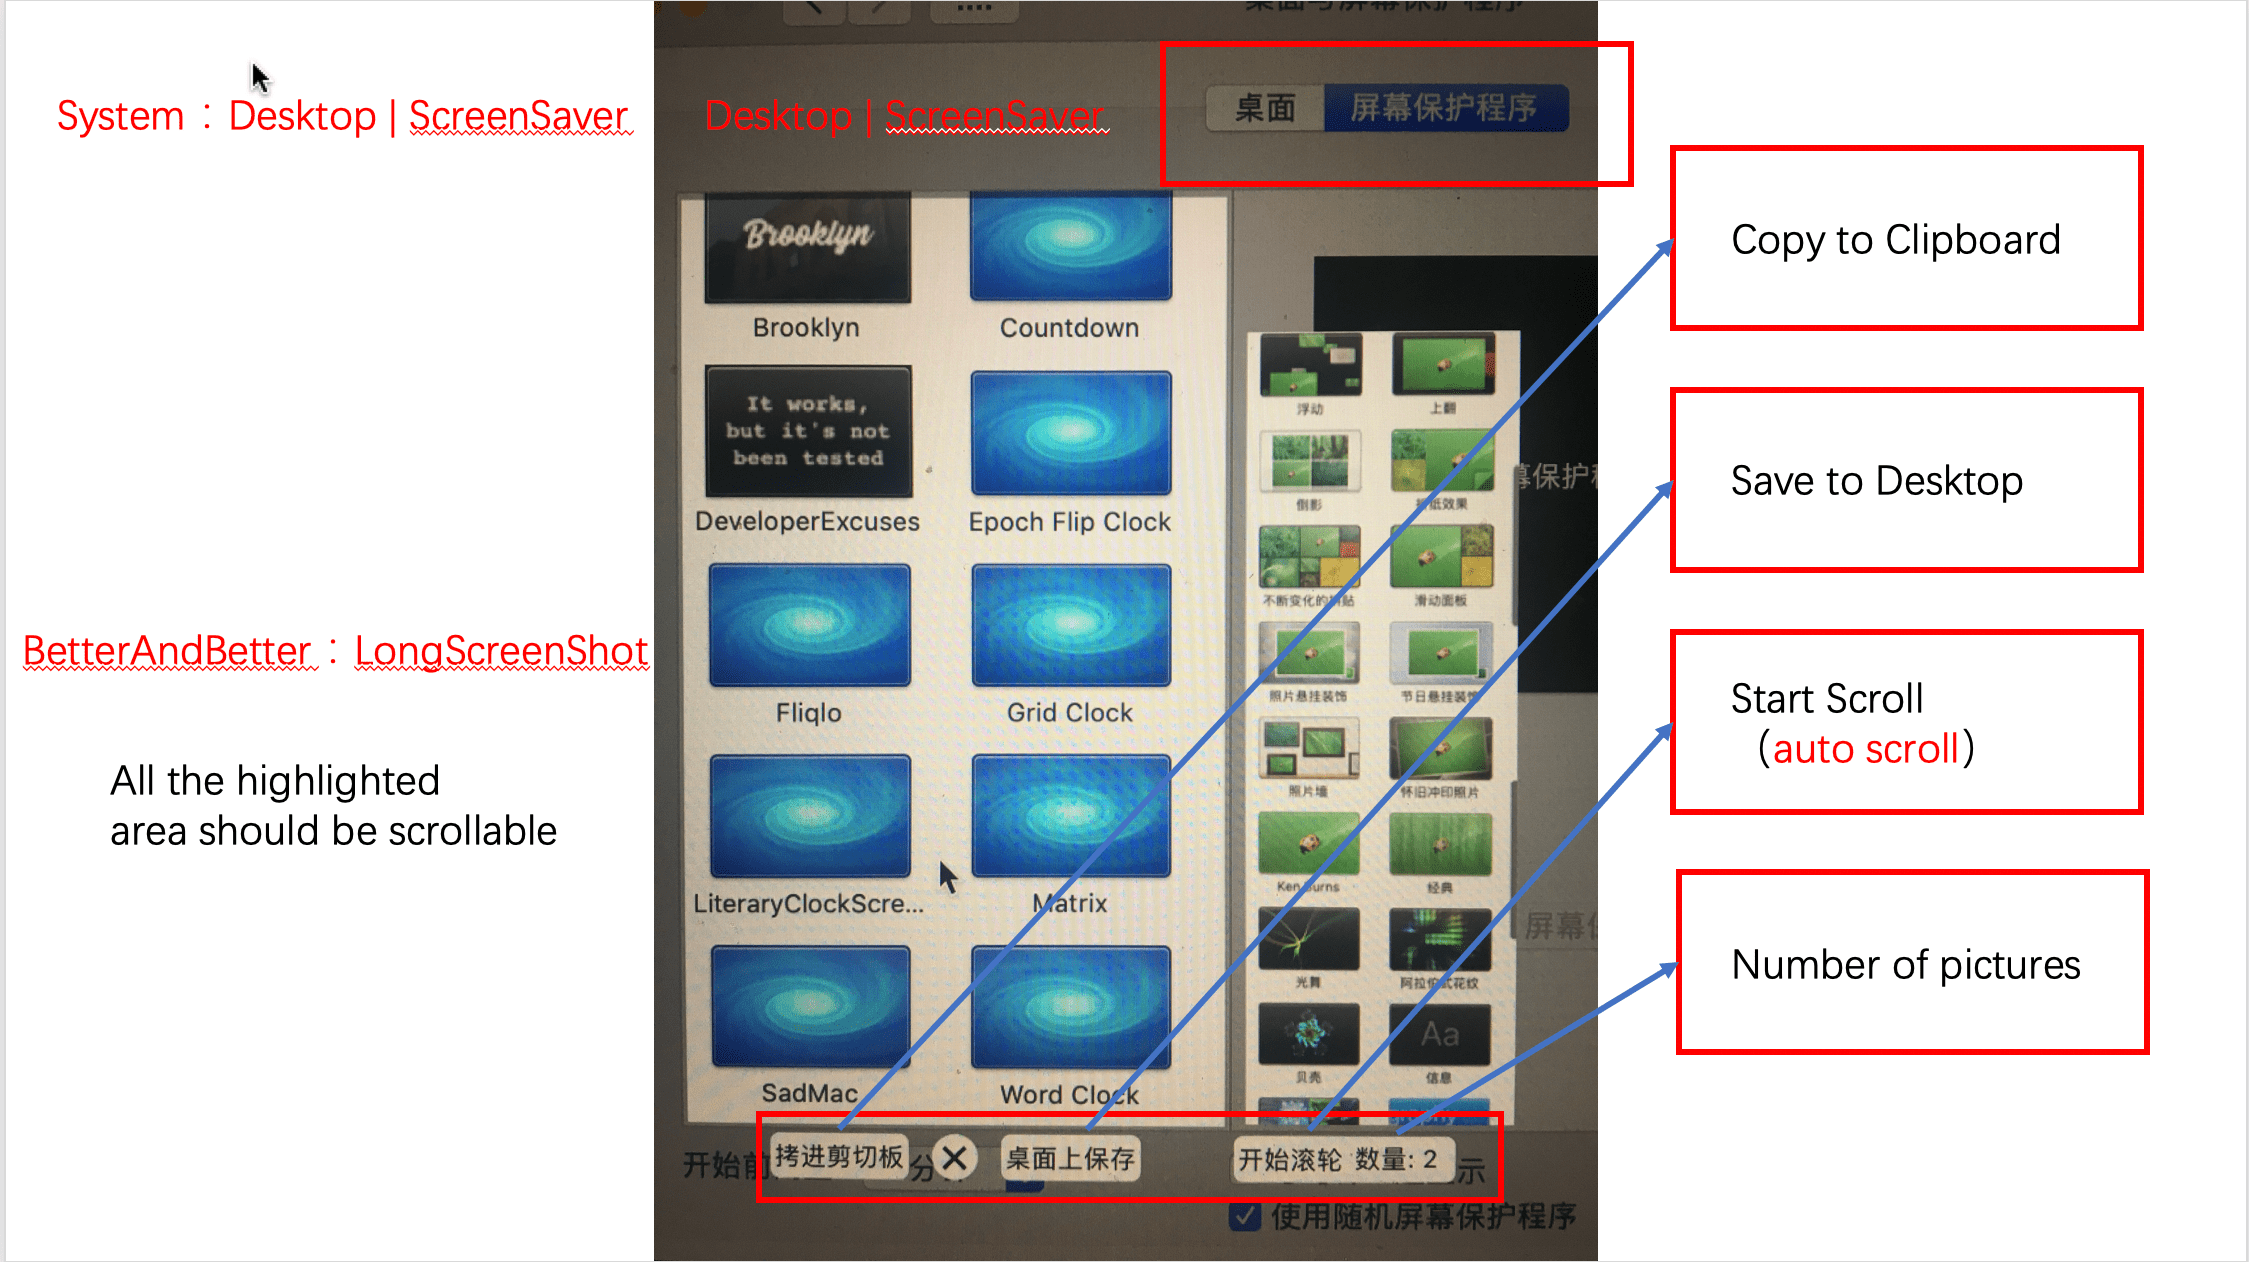 System：Desktop | ScreenSaver
Desktop | ScreenSaver
桌面 屏幕保护程序
Copy to Clipboard
Save to Desktop
Start Scroll
（auto scroll）
Number of pictures
BetterAndBetter：LongScreenShot
All the highlighted
area should be scrollable
Brooklyn
Brooklyn
Countdown
It works,
but it's not
been tested
DeveloperExcuses
Epoch Flip Clock
Fliqlo
Grid Clock
LiteraryClockScre...
Matrix
SadMac
Word Clock
浮动
上翻
倒影
折纸效果
不断变化的拼贴
滑动面板
照片悬挂装饰
节日悬挂装饰
照片墙
怀旧冲印照片
Ken Burns
经典
光舞
阿拉伯式花纹
贝壳
Aa
信息
幕保护程
屏幕保
开始前
拷进剪切板
分
桌面上保存
开始滚轮 数量: 2
示
使用随机屏幕保护程序